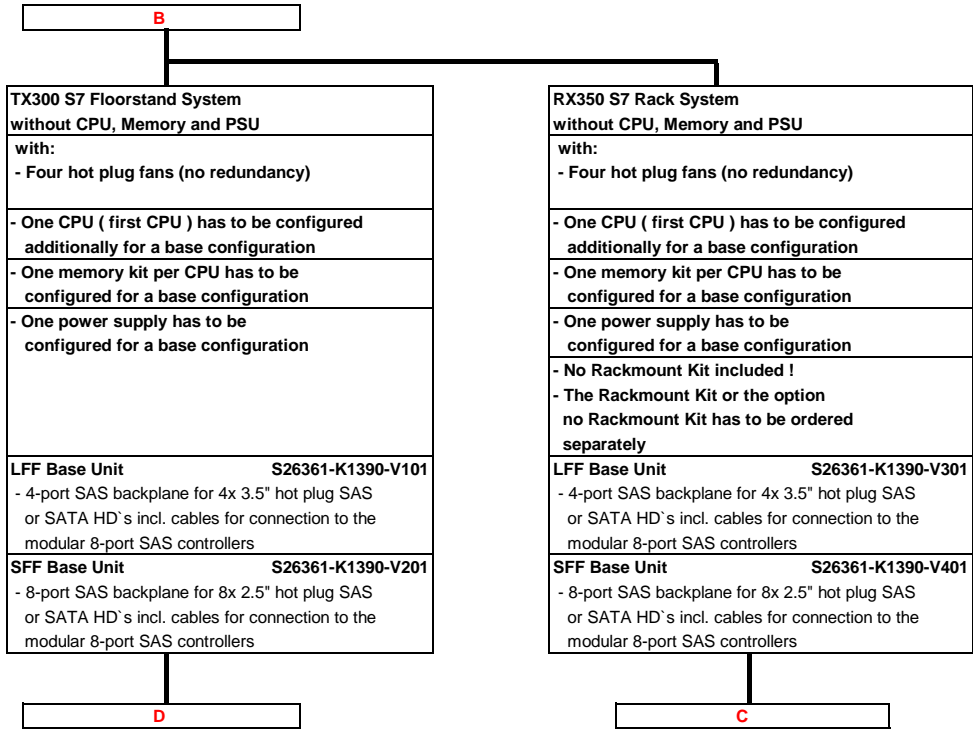 B
TX300 S7 Floorstand System
without CPU, Memory and PSU
with:
- Four hot plug fans (no redundancy)
- One CPU ( first CPU ) has to be configured
additionally for a base configuration
- One memory kit per CPU has to be
configured for a base configuration
- One power supply has to be
configured for a base configuration
LFF Base Unit S26361-K1390-V101
- 4-port SAS backplane for 4x 3.5" hot plug SAS
or SATA HD`s incl. cables for connection to the
modular 8-port SAS controllers
SFF Base Unit S26361-K1390-V201
- 8-port SAS backplane for 8x 2.5" hot plug SAS
or SATA HD`s incl. cables for connection to the
modular 8-port SAS controllers
D
RX350 S7 Rack System
without CPU, Memory and PSU
with:
- Four hot plug fans (no redundancy)
- One CPU ( first CPU ) has to be configured
additionally for a base configuration
- One memory kit per CPU has to be
configured for a base configuration
- One power supply has to be
configured for a base configuration
- No Rackmount Kit included !
- The Rackmount Kit or the option
no Rackmount Kit has to be ordered
separately
LFF Base Unit S26361-K1390-V301
- 4-port SAS backplane for 4x 3.5" hot plug SAS
or SATA HD`s incl. cables for connection to the
modular 8-port SAS controllers
SFF Base Unit S26361-K1390-V401
- 8-port SAS backplane for 8x 2.5" hot plug SAS
or SATA HD`s incl. cables for connection to the
modular 8-port SAS controllers
C